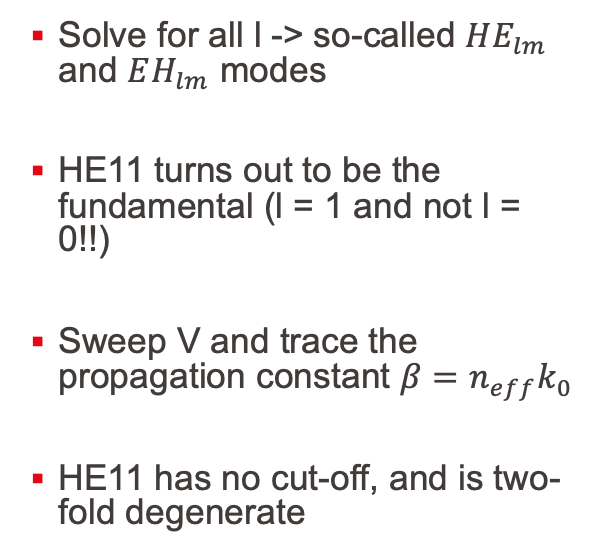 ▪ Solve for all l -> so-called HE_{lm}
and EH_{lm} modes
▪ HE11 turns out to be the
fundamental (l = 1 and not l =
0!!)
▪ Sweep V and trace the
propagation constant β = n_{eff}k_0
▪ HE11 has no cut-off, and is two-
fold degenerate